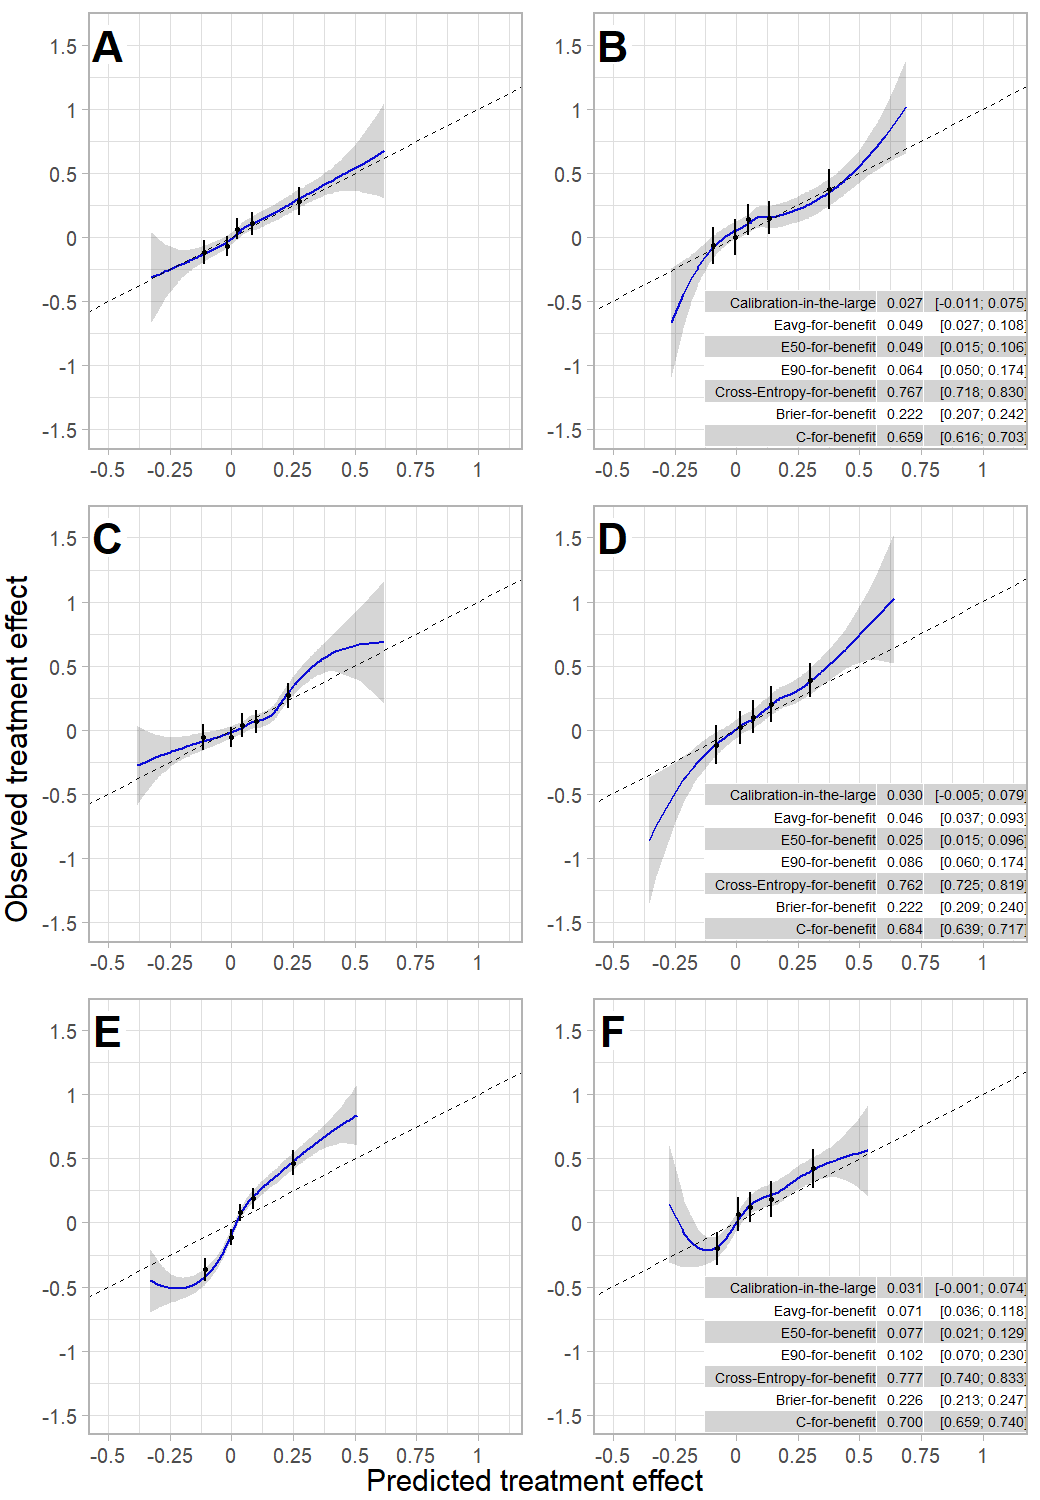 A
1.5
1
0.5
0
-0.5
-1
-1.5
-0.5 -0.25 0 0.25 0.5 0.75 1
B
1.5
1
0.5
0
-0.5
-1
-1.5
Calibration-in-the-large 0.027 [-0.011; 0.075]
Eavg-for-benefit 0.049 [0.027; 0.108]
E50-for-benefit 0.049 [0.015; 0.106]
E90-for-benefit 0.064 [0.050; 0.174]
Cross-Entropy-for-benefit 0.767 [0.718; 0.830]
Brier-for-benefit 0.222 [0.207; 0.242]
C-for-benefit 0.659 [0.616; 0.703]
-0.5 -0.25 0 0.25 0.5 0.75 1
Observed treatment effect
C
1.5
1
0.5
0
-0.5
-1
-1.5
-0.5 -0.25 0 0.25 0.5 0.75 1
D
1.5
1
0.5
0
-0.5
-1
-1.5
Calibration-in-the-large 0.030 [-0.005; 0.079]
Eavg-for-benefit 0.046 [0.037; 0.093]
E50-for-benefit 0.025 [0.015; 0.096]
E90-for-benefit 0.086 [0.060; 0.174]
Cross-Entropy-for-benefit 0.762 [0.725; 0.819]
Brier-for-benefit 0.222 [0.209; 0.240]
C-for-benefit 0.684 [0.639; 0.717]
-0.5 -0.25 0 0.25 0.5 0.75 1
E
1.5
1
0.5
0
-0.5
-1
-1.5
-0.5 -0.25 0 0.25 0.5 0.75 1
F
1.5
1
0.5
0
-0.5
-1
-1.5
Calibration-in-the-large 0.031 [-0.001; 0.074]
Eavg-for-benefit 0.071 [0.036; 0.118]
E50-for-benefit 0.077 [0.021; 0.129]
E90-for-benefit 0.102 [0.070; 0.230]
Cross-Entropy-for-benefit 0.777 [0.740; 0.833]
Brier-for-benefit 0.226 [0.213; 0.247]
C-for-benefit 0.700 [0.659; 0.740]
-0.5 -0.25 0 0.25 0.5 0.75 1
Predicted treatment effect